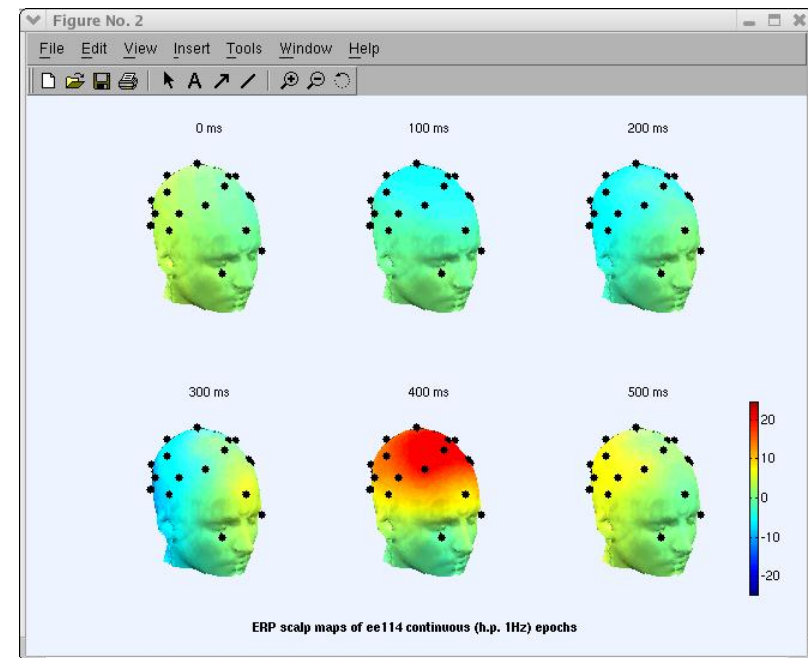 Figure No. 2
File Edit View Insert Tools Window Help
A
0 ms 100 ms 200 ms
300 ms 400 ms 500 ms
20
10
0
-10
-20
ERP scalp maps of ee114 continuous (h.p. 1Hz) epochs